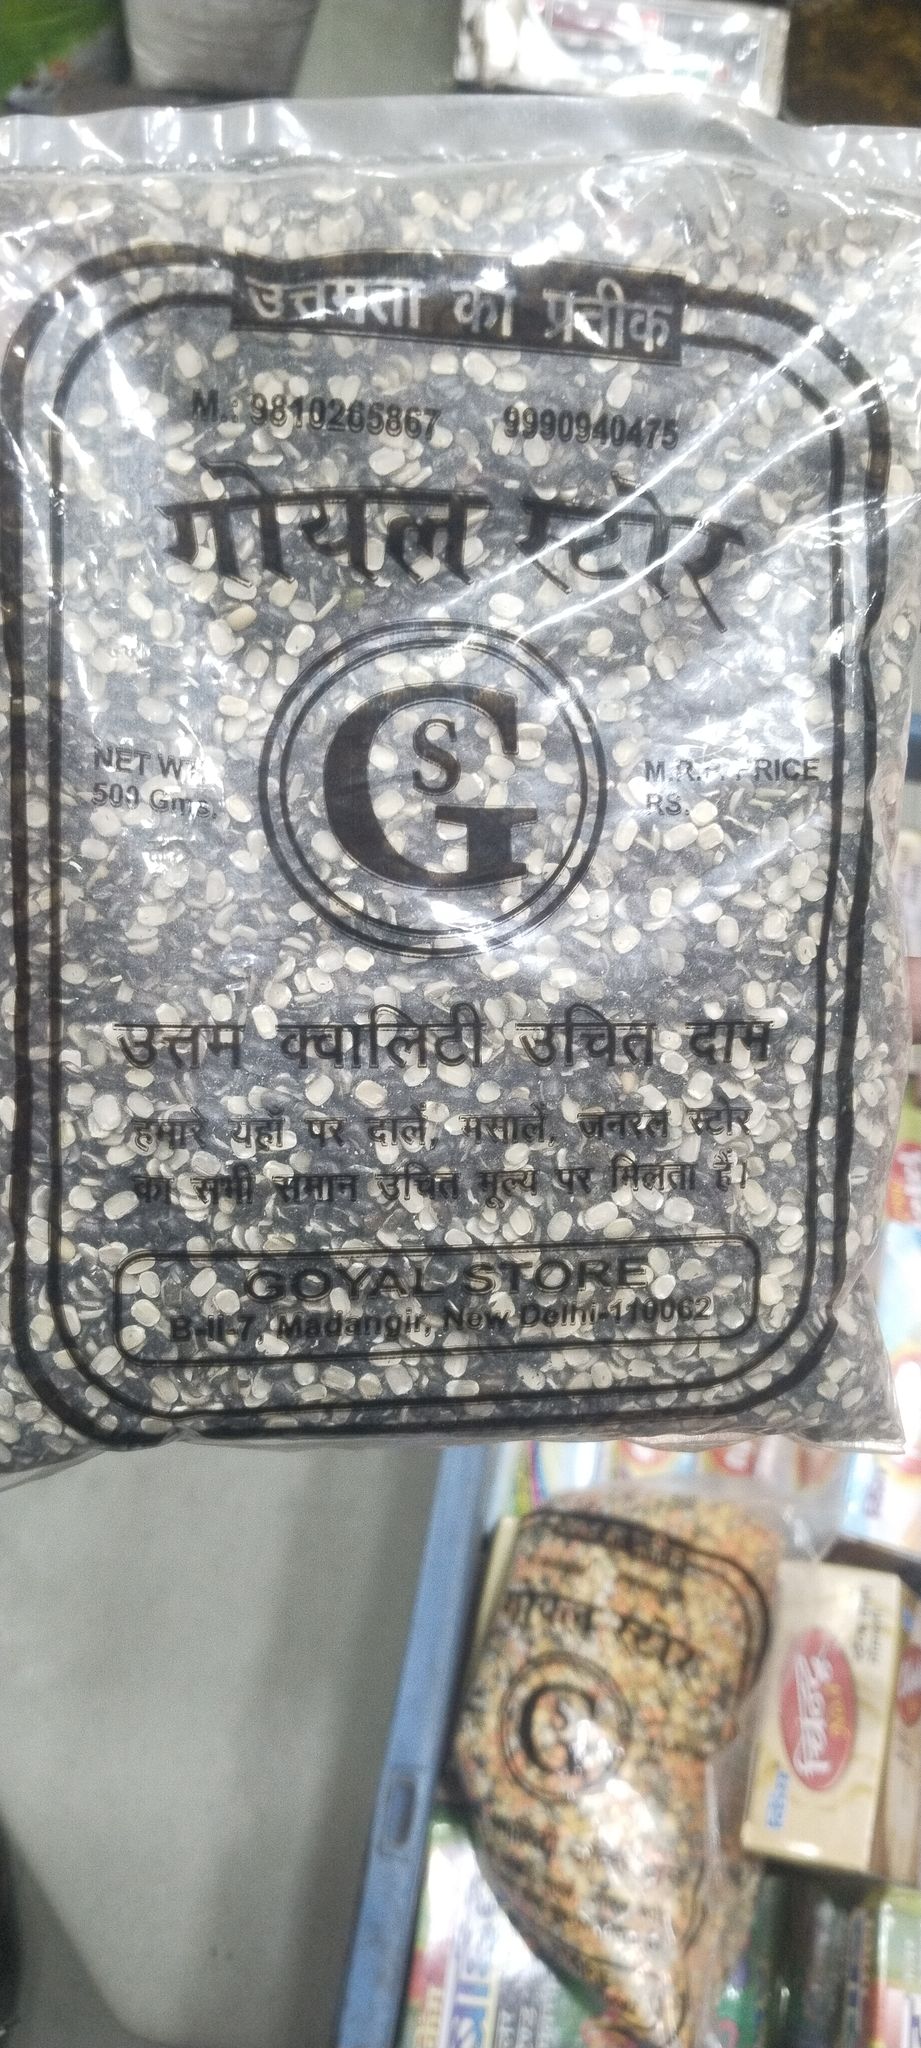 उत्तमता का प्रतीक
M.: 9810265867 9990940475
गोयल स्टोर
G
S
NET WT.
500 Gms.
M.R.P. PRICE
RS.
उत्तम क्वालिटी उचित दाम
हमारे यहाँ पर दालें, मसालें, जनरल स्टोर
का सभी समान उचित मूल्य पर मिलता हैं।
GOYAL STORE
B-II-7, Madangir, New Delhi-110062
गोयल स्टोर